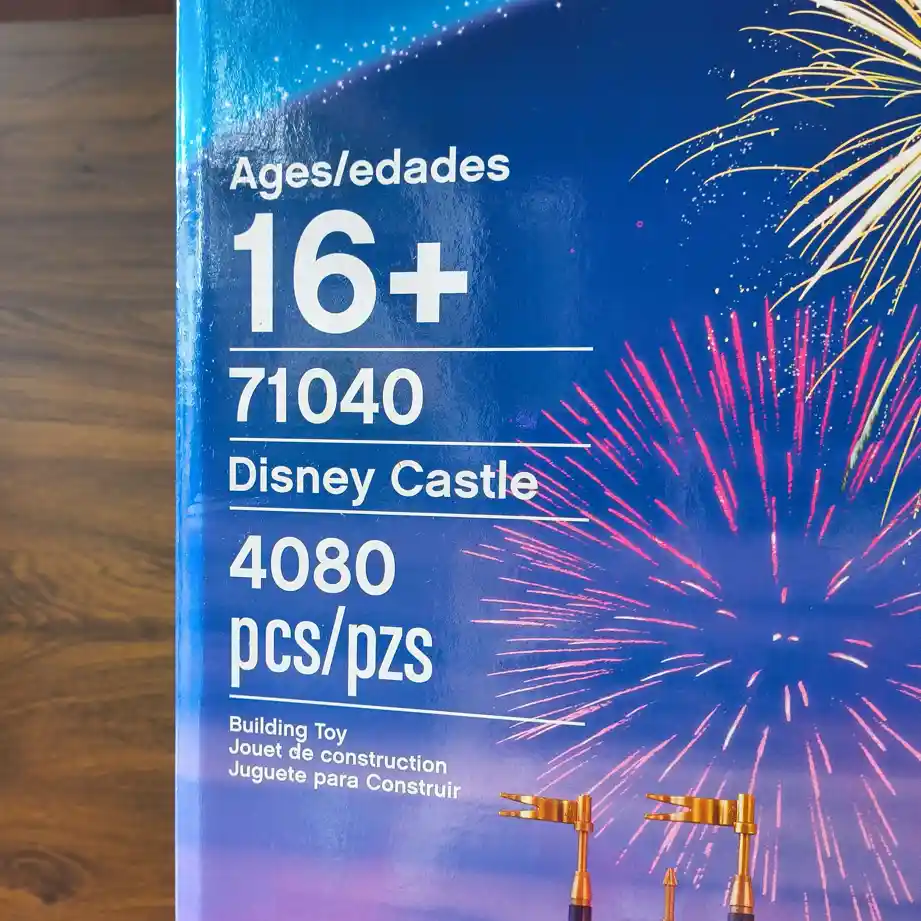 Ages/edades
16+
71040
Disney Castle
4080
pcs/pzs
Building Toy
Jouet de construction
Juguete para Construir